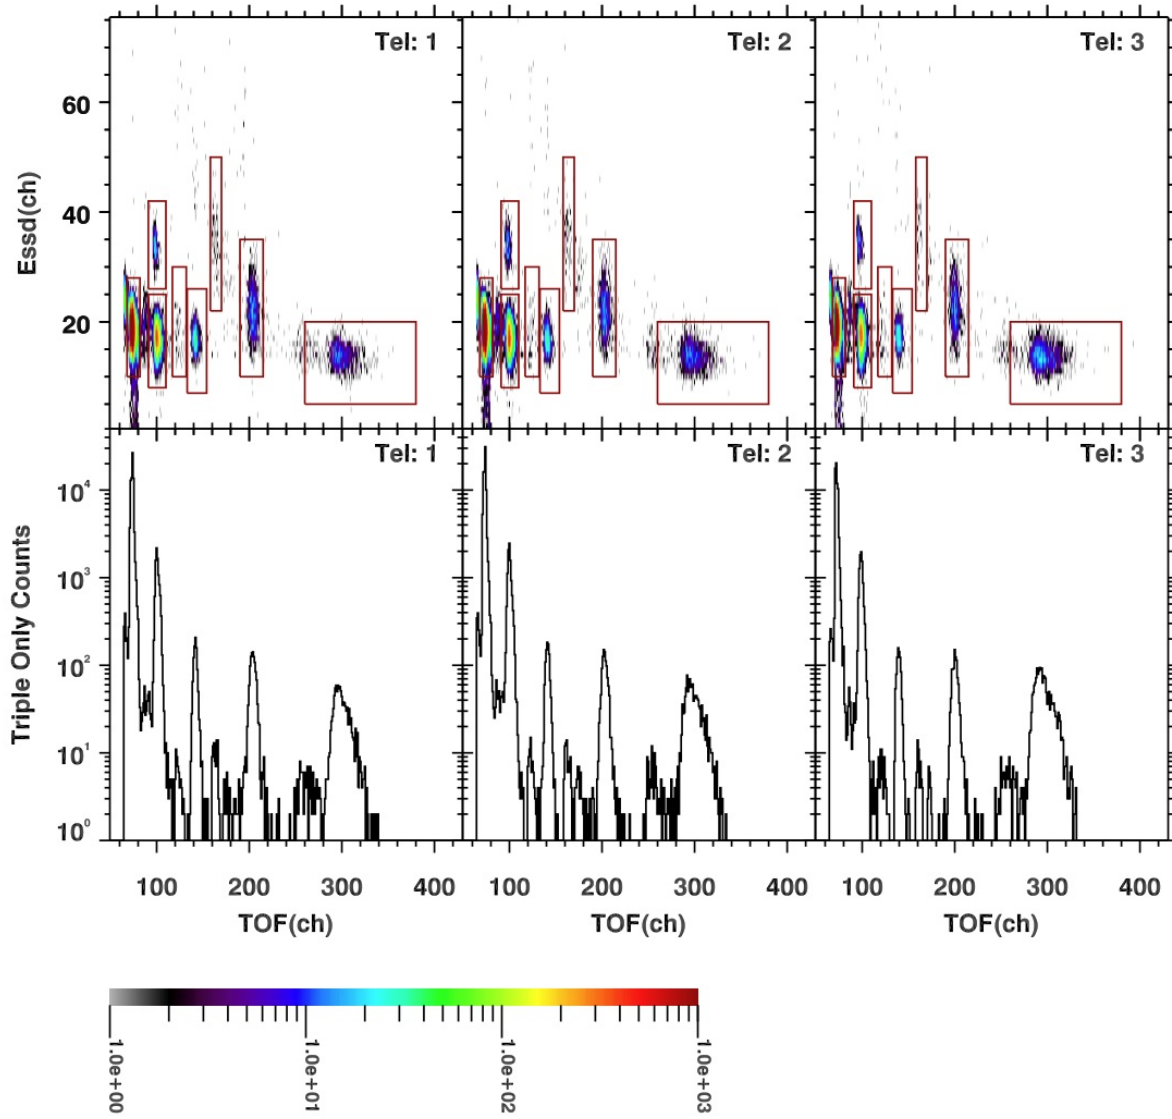 Tel: 1
Tel: 2
Tel: 3
Essd(ch)
60
40
20
Tel: 1
Tel: 2
Tel: 3
Triple Only Counts
10⁴
10³
10²
10¹
10⁰
100 200 300 400
100 200 300 400
100 200 300 400
TOF(ch)
TOF(ch)
TOF(ch)
1.0e+00
1.0e+01
1.0e+02
1.0e+03